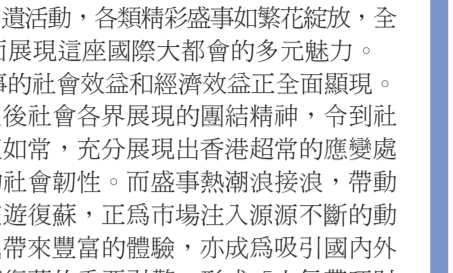 遺活動，各類精彩盛事如繁花綻放，全
面展現這座國際大都會的多元魅力。
事的社會效益和經濟效益正全面顯現。
後社會各界展現的團結精神，令到社
如常，充分展現出香港超常的應變處
社會韌性。而盛事熱潮浪接浪，帶動
遊復蘇，正為市場注入源源不斷的動
帶來豐富的體驗，亦成為吸引國內外